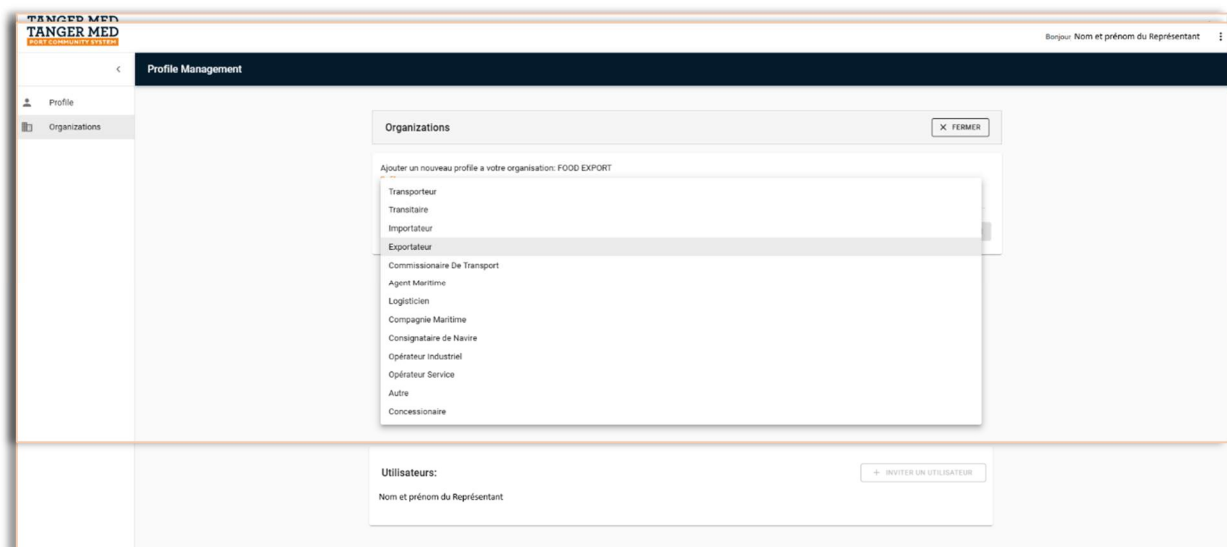 TANGER MED
TANGER MED
PORT COMMUNITY SYSTEM
Bonjour Nom et prénom du Représentant
Profile Management
Profile
Organizations
Organizations
FERMER
Ajouter un nouveau profile a votre organisation: FOOD EXPORT
Transporteur
Transitaire
Importateur
Exportateur
Commissionaire De Transport
Agent Maritime
Logisticien
Compagnie Maritime
Consignataire de Navire
Opérateur Industriel
Opérateur Service
Autre
Concessionaire
Utilisateurs:
+ INVITER UN UTILISATEUR
Nom et prénom du Représentant